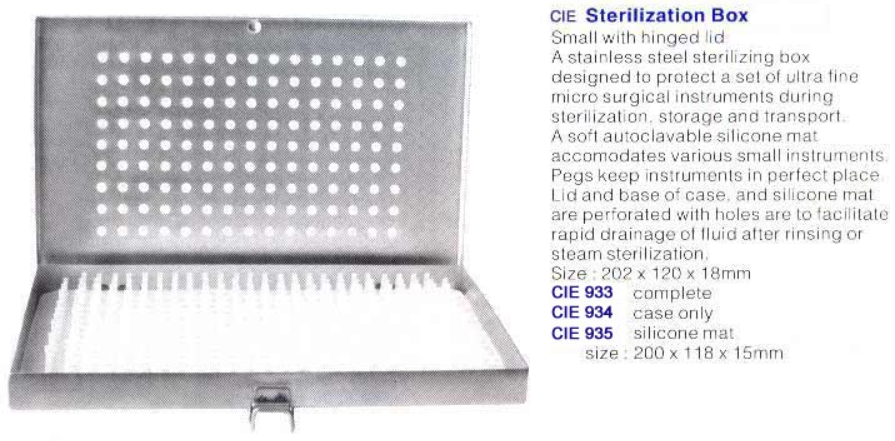 CIE Sterilization Box
Small with hinged lid
A stainless steel sterilizing box
designed to protect a set of ultra fine
micro surgical instruments during
sterilization, storage and transport.
A soft autoclavable silicone mat
accomodates various small instruments.
Pegs keep instruments in perfect place.
Lid and base of case, and silicone mat
are perforated with holes are to facilitate
rapid drainage of fluid after rinsing or
steam sterilization.
Size : 202 x 120 x 18mm
CIE 933 complete
CIE 934 case only
CIE 935 silicone mat
size : 200 x 118 x 15mm